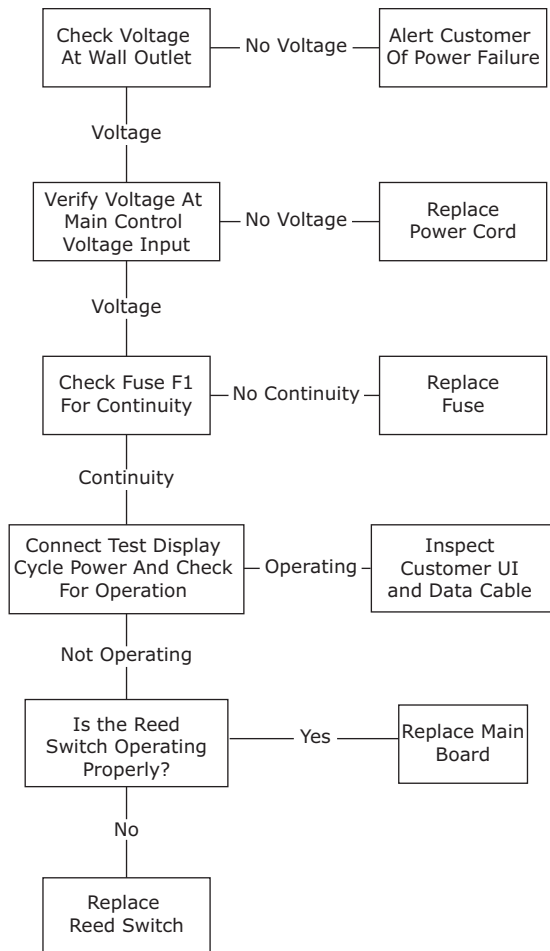 Check Voltage
At Wall Outlet
No Voltage
Alert Customer
Of Power Failure
Voltage
Verify Voltage At
Main Control
Voltage Input
No Voltage
Replace
Power Cord
Voltage
Check Fuse F1
For Continuity
No Continuity
Replace
Fuse
Continuity
Connect Test Display
Cycle Power And Check
For Operation
Operating
Inspect
Customer UI
and Data Cable
Not Operating
Is the Reed
Switch Operating
Properly?
Yes
Replace Main
Board
No
Replace
Reed Switch